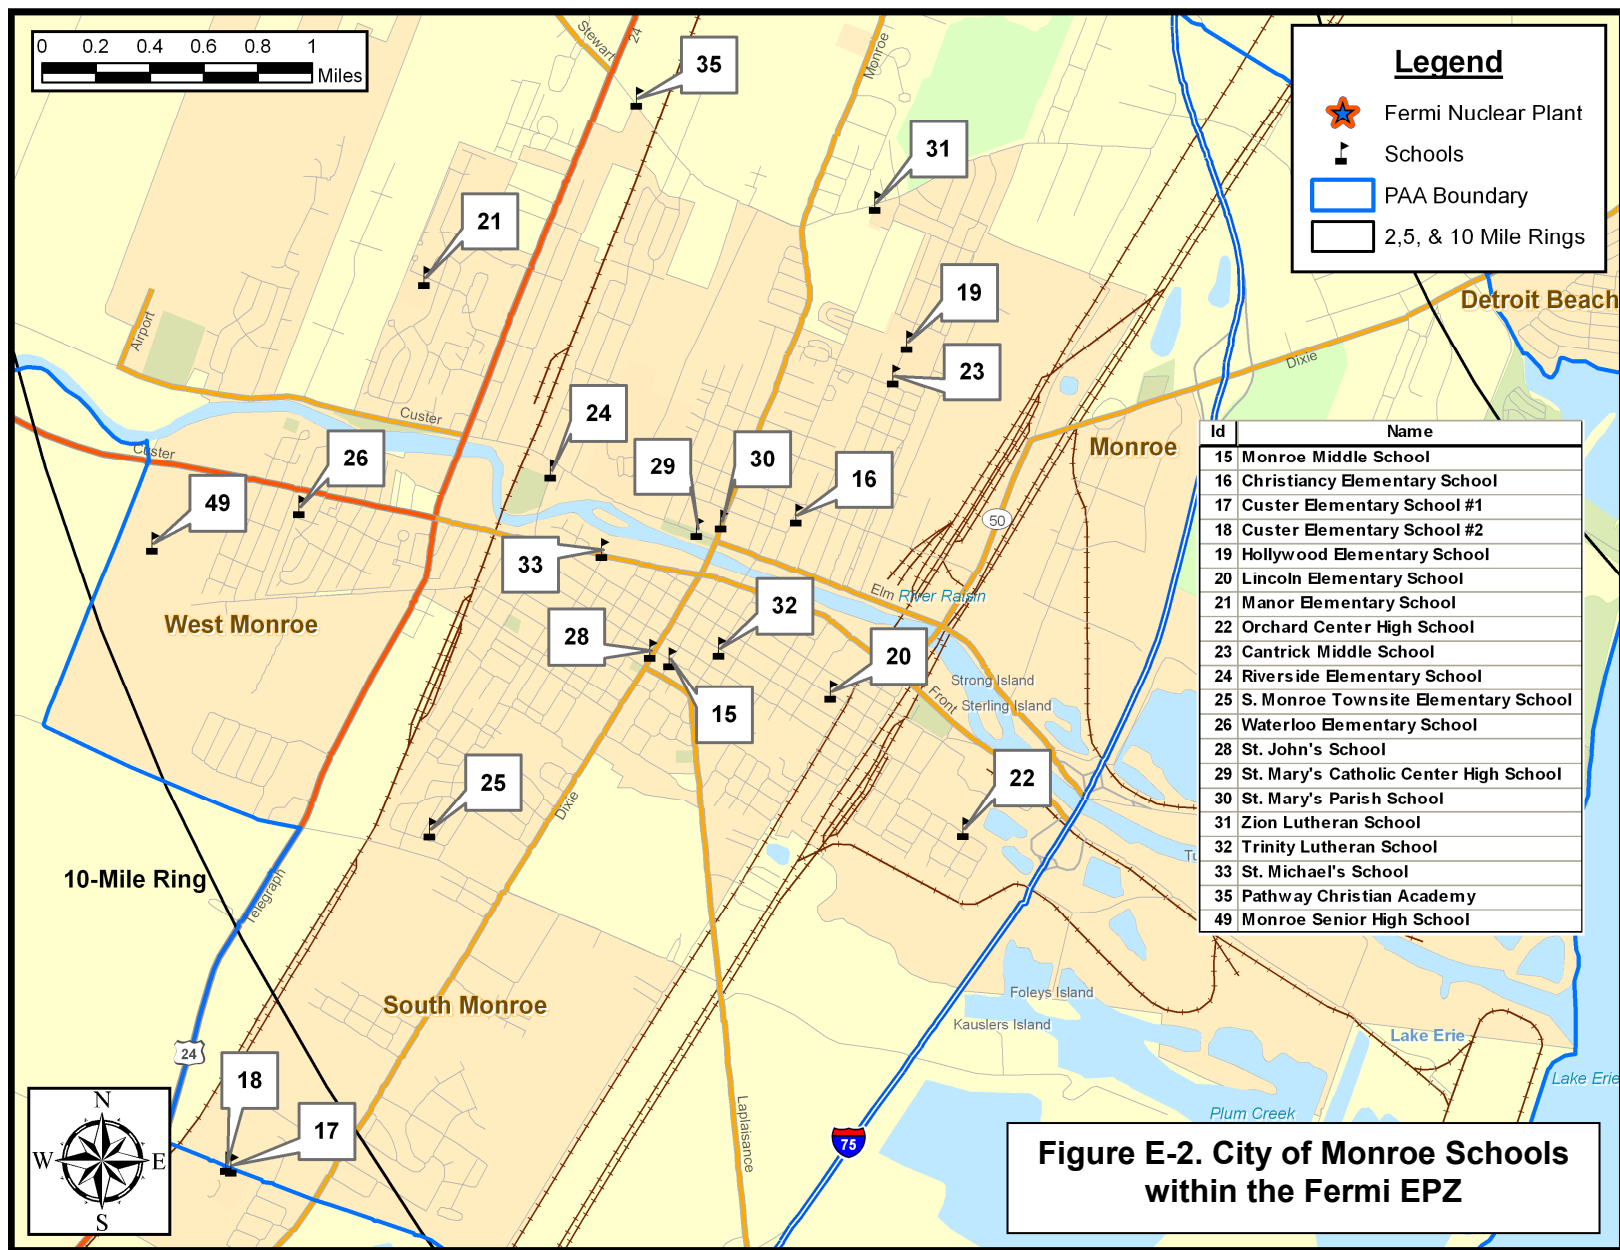 0 0.2 0.4 0.6 0.8 1
Miles
Stewart
24
Monroe
35
31
21
19
23
24
26
29
30
16
49
33
32
28
20
15
25
22
18
17
Legend
Fermi Nuclear Plant
Schools
PAA Boundary
2,5, & 10 Mile Rings
Detroit Beach
Airport
Custer
Custer
Dixie
Monroe
50
Elm
River Raisin
West Monroe
Strong Island
Sterling Island
Front
Dixie
10-Mile Ring
Telegraph
South Monroe
24
Laplaisance
75
Foleys Island
Kauslers Island
Plum Creek
Lake Erie
Lake Erie
Tu
Id Name
15 Monroe Middle School
16 Christiancy Elementary School
17 Custer Elementary School #1
18 Custer Elementary School #2
19 Hollywood Elementary School
20 Lincoln Elementary School
21 Manor Elementary School
22 Orchard Center High School
23 Cantrick Middle School
24 Riverside Elementary School
25 S. Monroe Townsite Elementary School
26 Waterloo Elementary School
28 St. John's School
29 St. Mary's Catholic Center High School
30 St. Mary's Parish School
31 Zion Lutheran School
32 Trinity Lutheran School
33 St. Michael's School
35 Pathway Christian Academy
49 Monroe Senior High School
N
W E
S
Figure E-2. City of Monroe Schools
within the Fermi EPZ